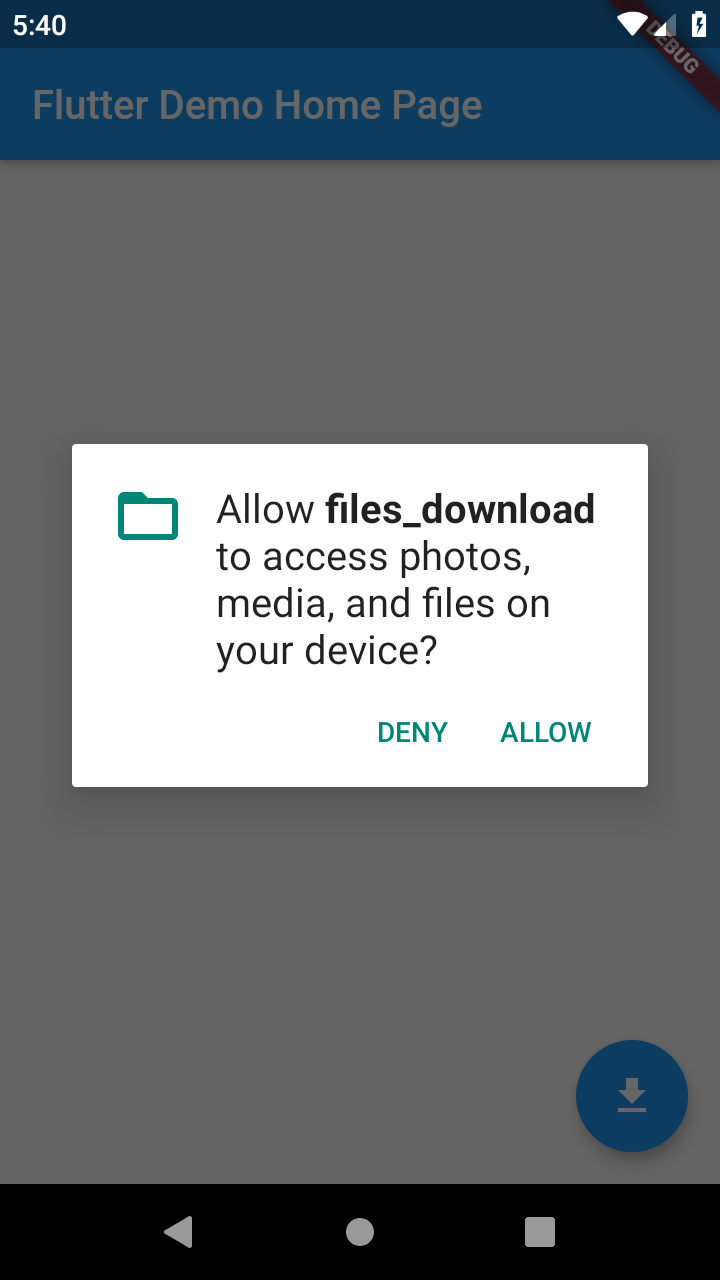 5:40
DEBUG
Flutter Demo Home Page
Allow files_download
to access photos,
media, and files on
your device?
DENY ALLOW